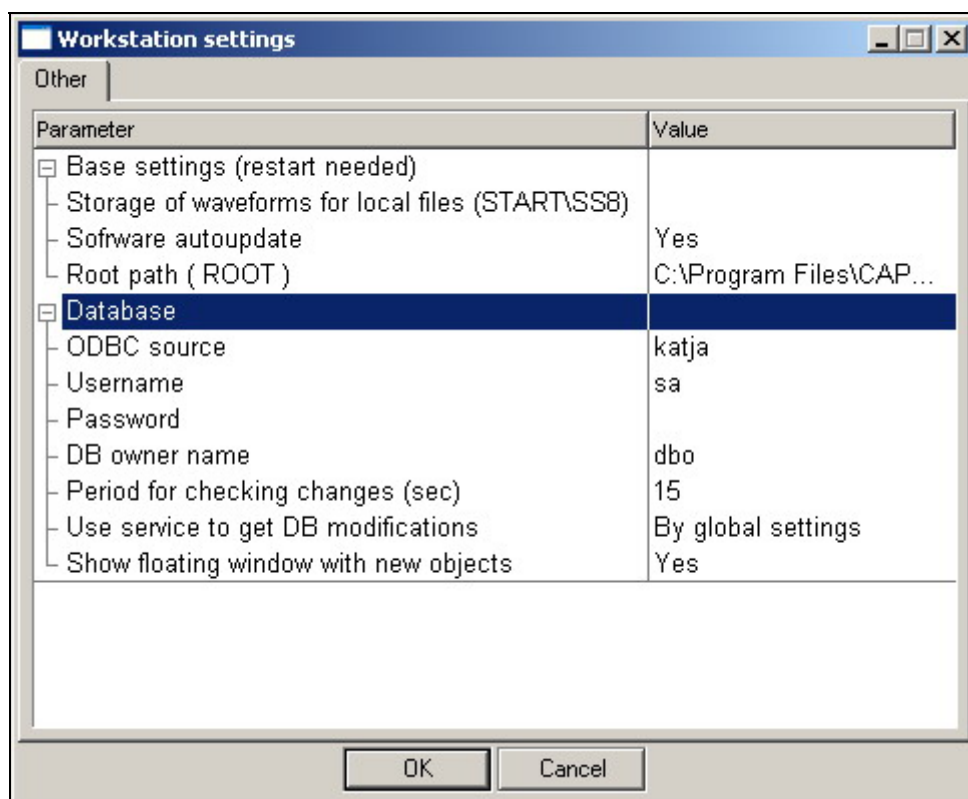 Workstation settings
Other
Parameter Value
Base settings (restart needed)
Storage of waveforms for local files (START\SS8)
Sofrware autoupdate Yes
Root path ( ROOT ) C:\Program Files\CAP...
Database
ODBC source katja
Username sa
Password
DB owner name dbo
Period for checking changes (sec) 15
Use service to get DB modifications By global settings
Show floating window with new objects Yes
OK Cancel